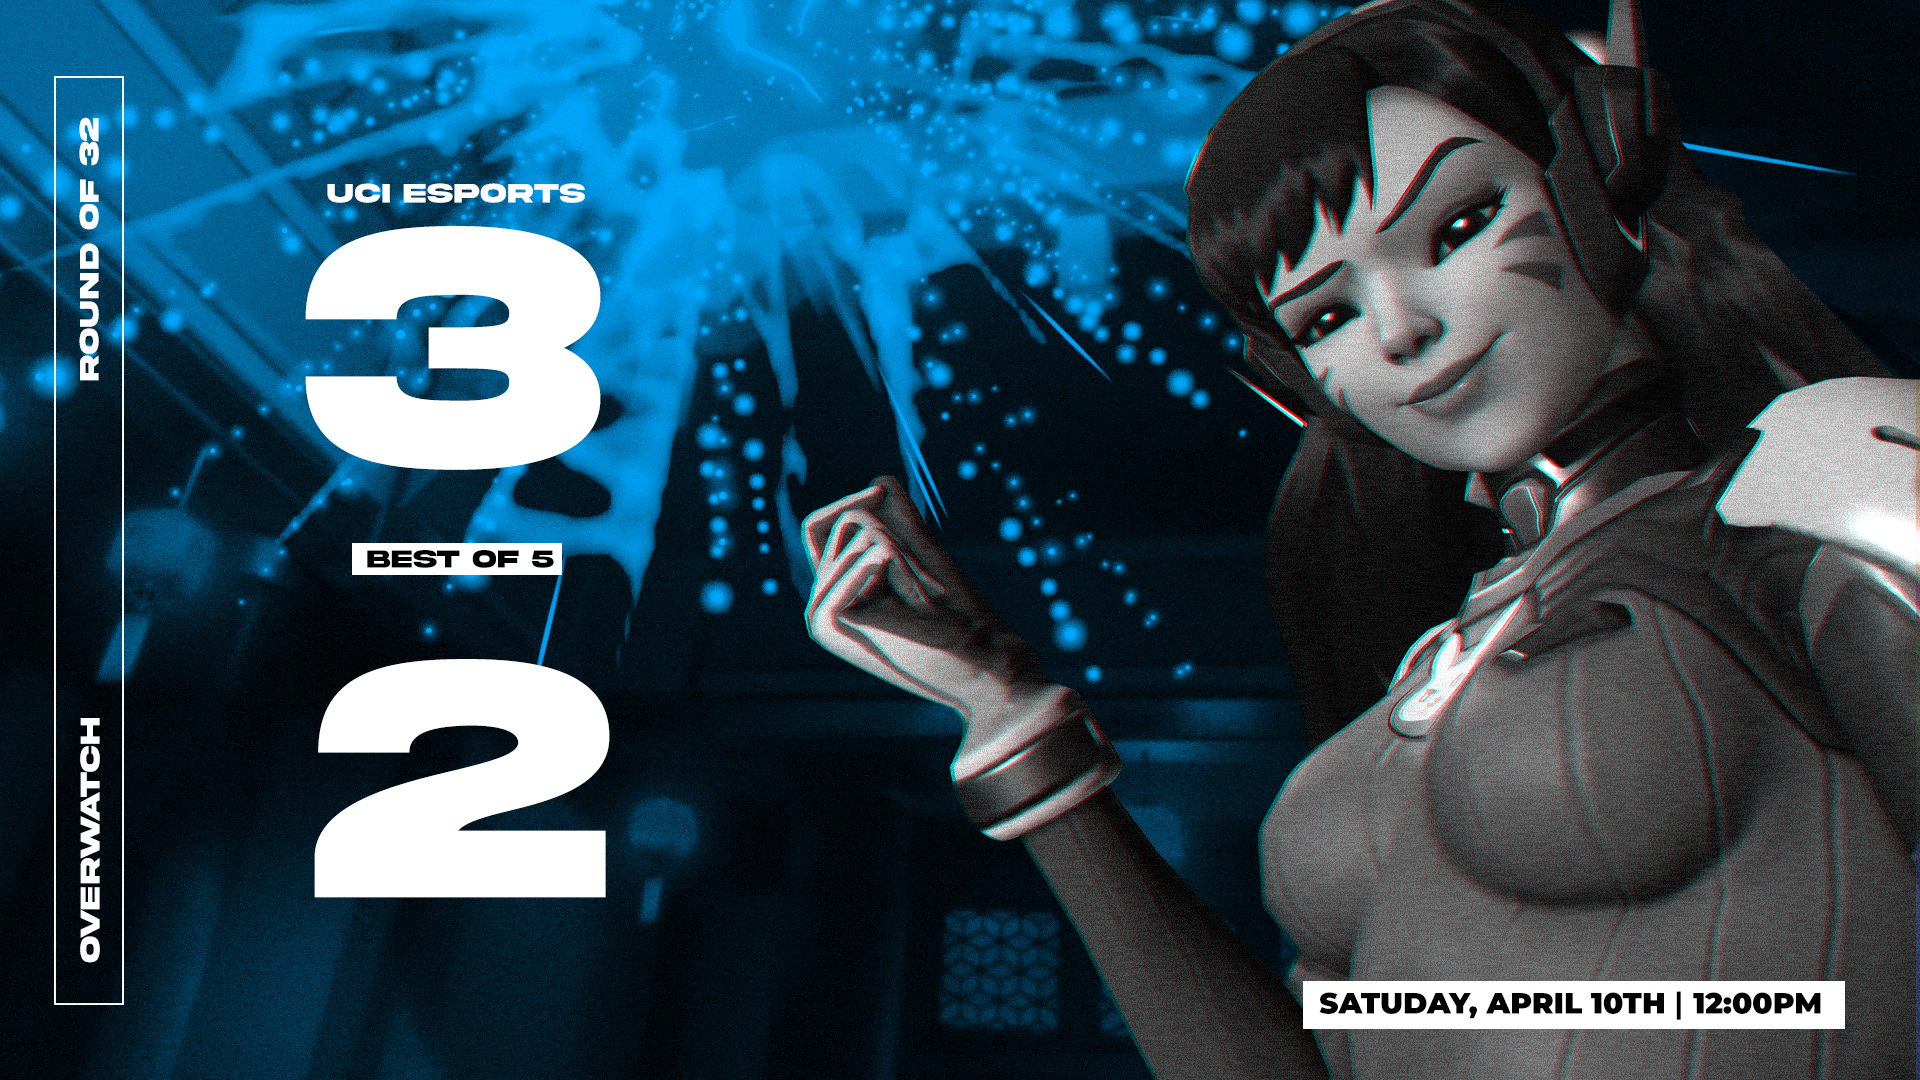 ROUND OF 32
OVERWATCH
UCI ESPORTS
3
BEST OF 5
2
SATUDAY, APRIL 10TH | 12:00PM